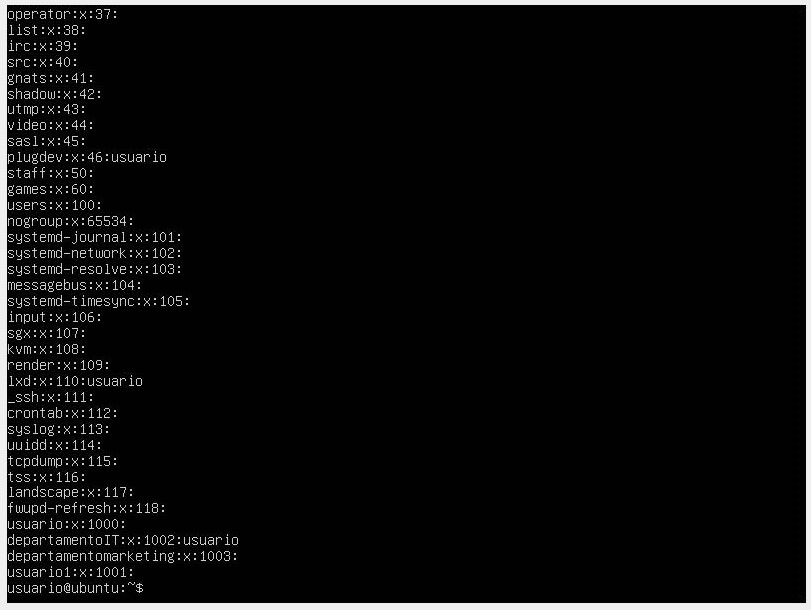 operator:x:37:
list:x:38:
irc:x:39:
src:x:40:
gnats:x:41:
shadow:x:42:
utmp:x:43:
video:x:44:
sasl:x:45:
plugdev:x:46:usuario
staff:x:50:
games:x:60:
users:x:100:
nogroup:x:65534:
systemd-journal:x:101:
systemd-network:x:102:
systemd-resolve:x:103:
messagebus:x:104:
systemd-timesync:x:105:
input:x:106:
sgx:x:107:
kvm:x:108:
render:x:109:
lxd:x:110:usuario
_ssh:x:111:
crontab:x:112:
syslog:x:113:
uuidd:x:114:
tcpdump:x:115:
tss:x:116:
landscape:x:117:
fwupd-refresh:x:118:
usuario:x:1000:
departamentoIT:x:1002:usuario
departamentomarketing:x:1003:
usuario1:x:1001:
usuario@ubuntu:~$